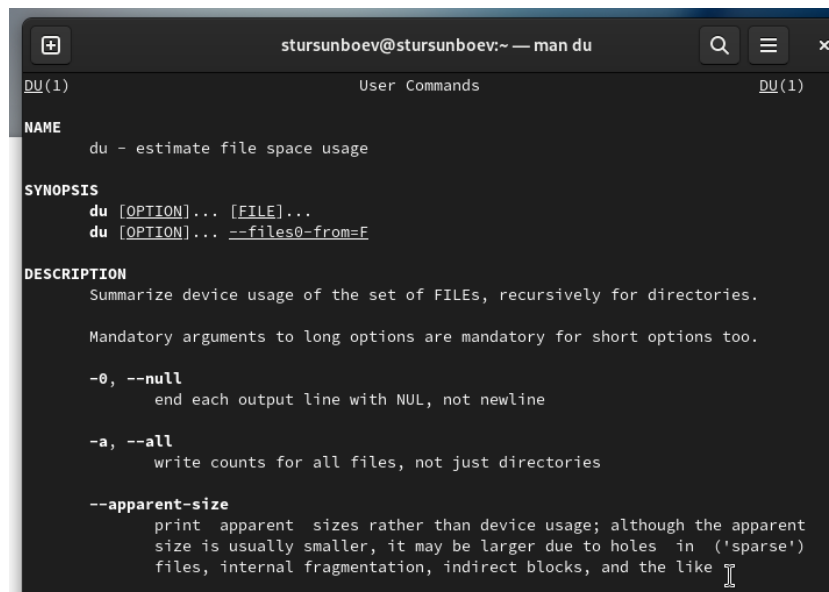 stursunboev@stursunboev:~ — man du
DU(1) User Commands DU(1)
NAME
du - estimate file space usage
SYNOPSIS
du [OPTION]... [FILE]...
du [OPTION]... --files0-from=F
DESCRIPTION
Summarize device usage of the set of FILEs, recursively for directories.
Mandatory arguments to long options are mandatory for short options too.
-0, --null
end each output line with NUL, not newline
-a, --all
write counts for all files, not just directories
--apparent-size
print apparent sizes rather than device usage; although the apparent
size is usually smaller, it may be larger due to holes in ('sparse')
files, internal fragmentation, indirect blocks, and the like